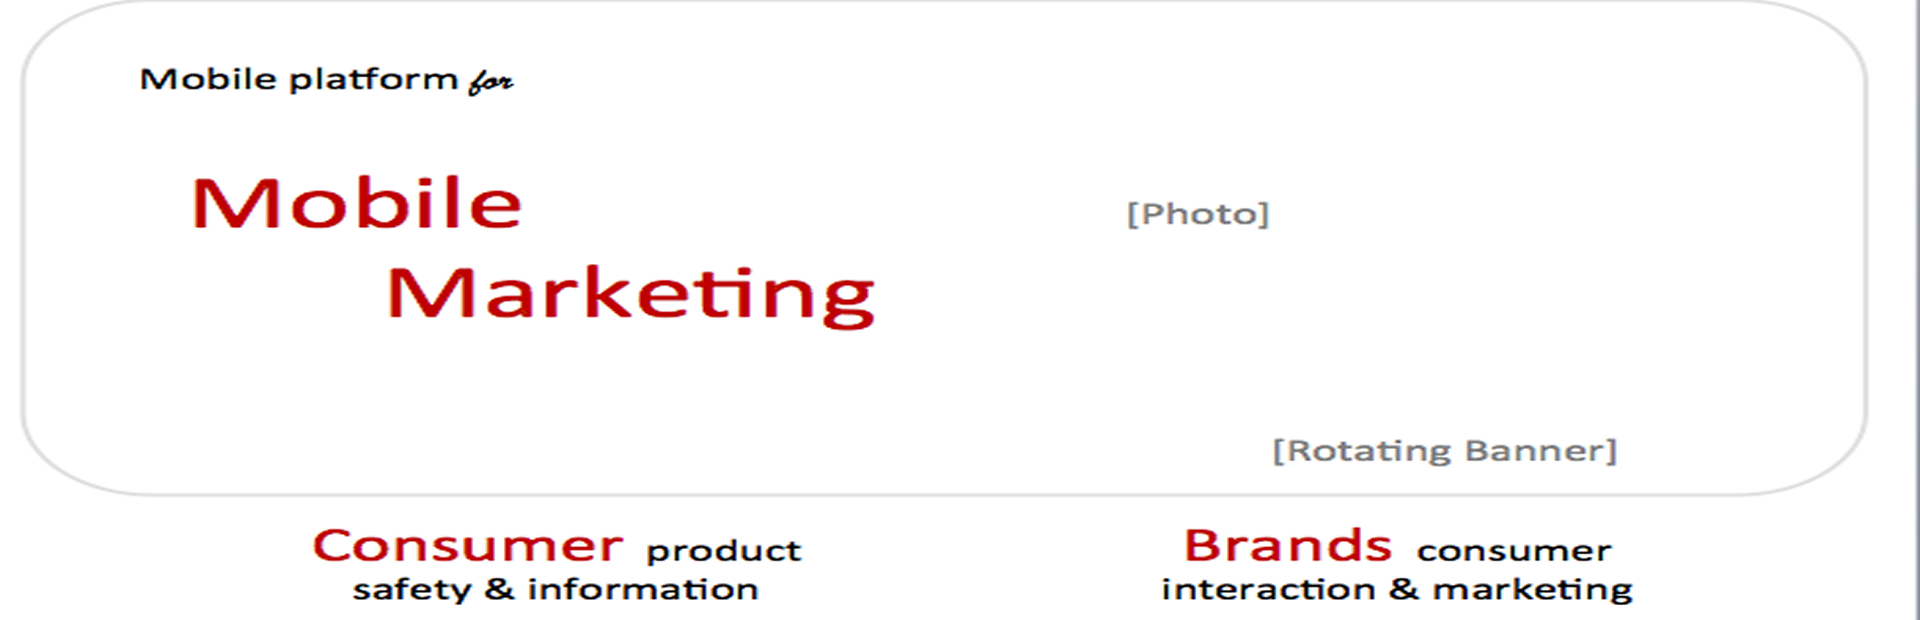 Mobile platform for
Mobile
Marketing
[Photo]
[Rotating Banner]
Consumer product
safety & information
Brands consumer
interaction & marketing